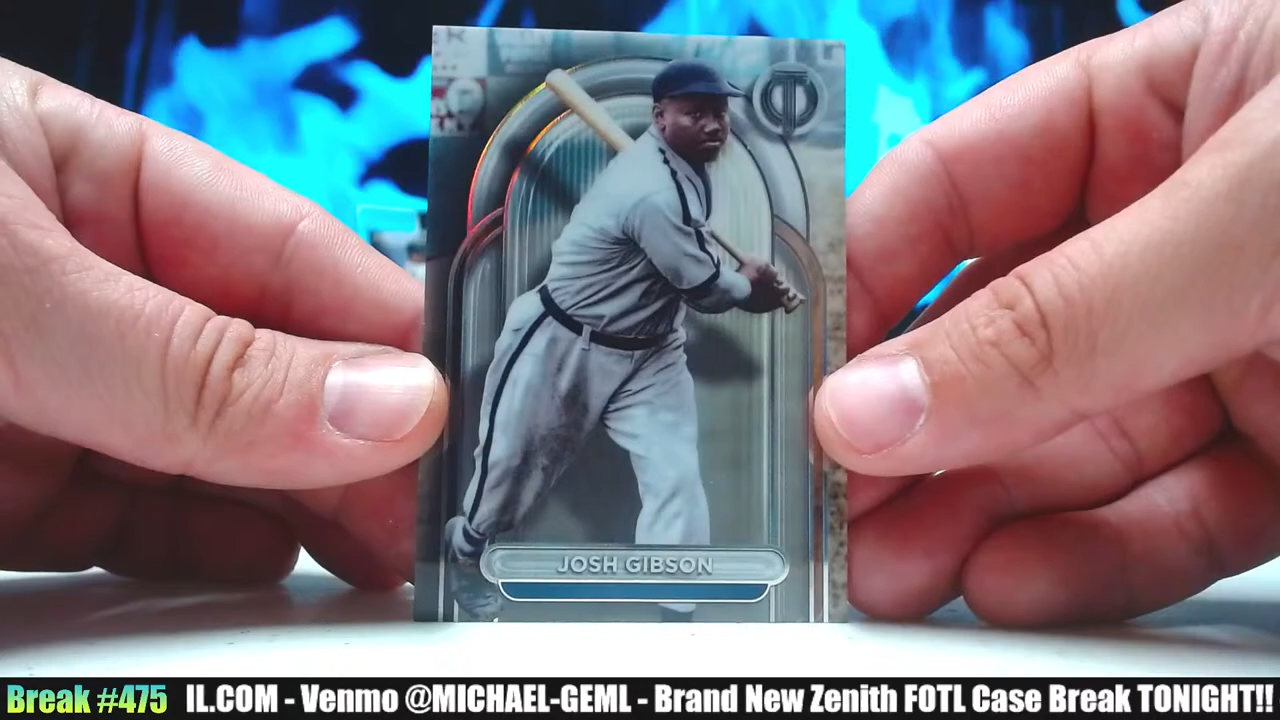 JOSH GIBSON
Break #475 IL.COM - Venmo @MICHAEL-GEML - Brand New Zenith FOTL Case Break TONIGHT!!